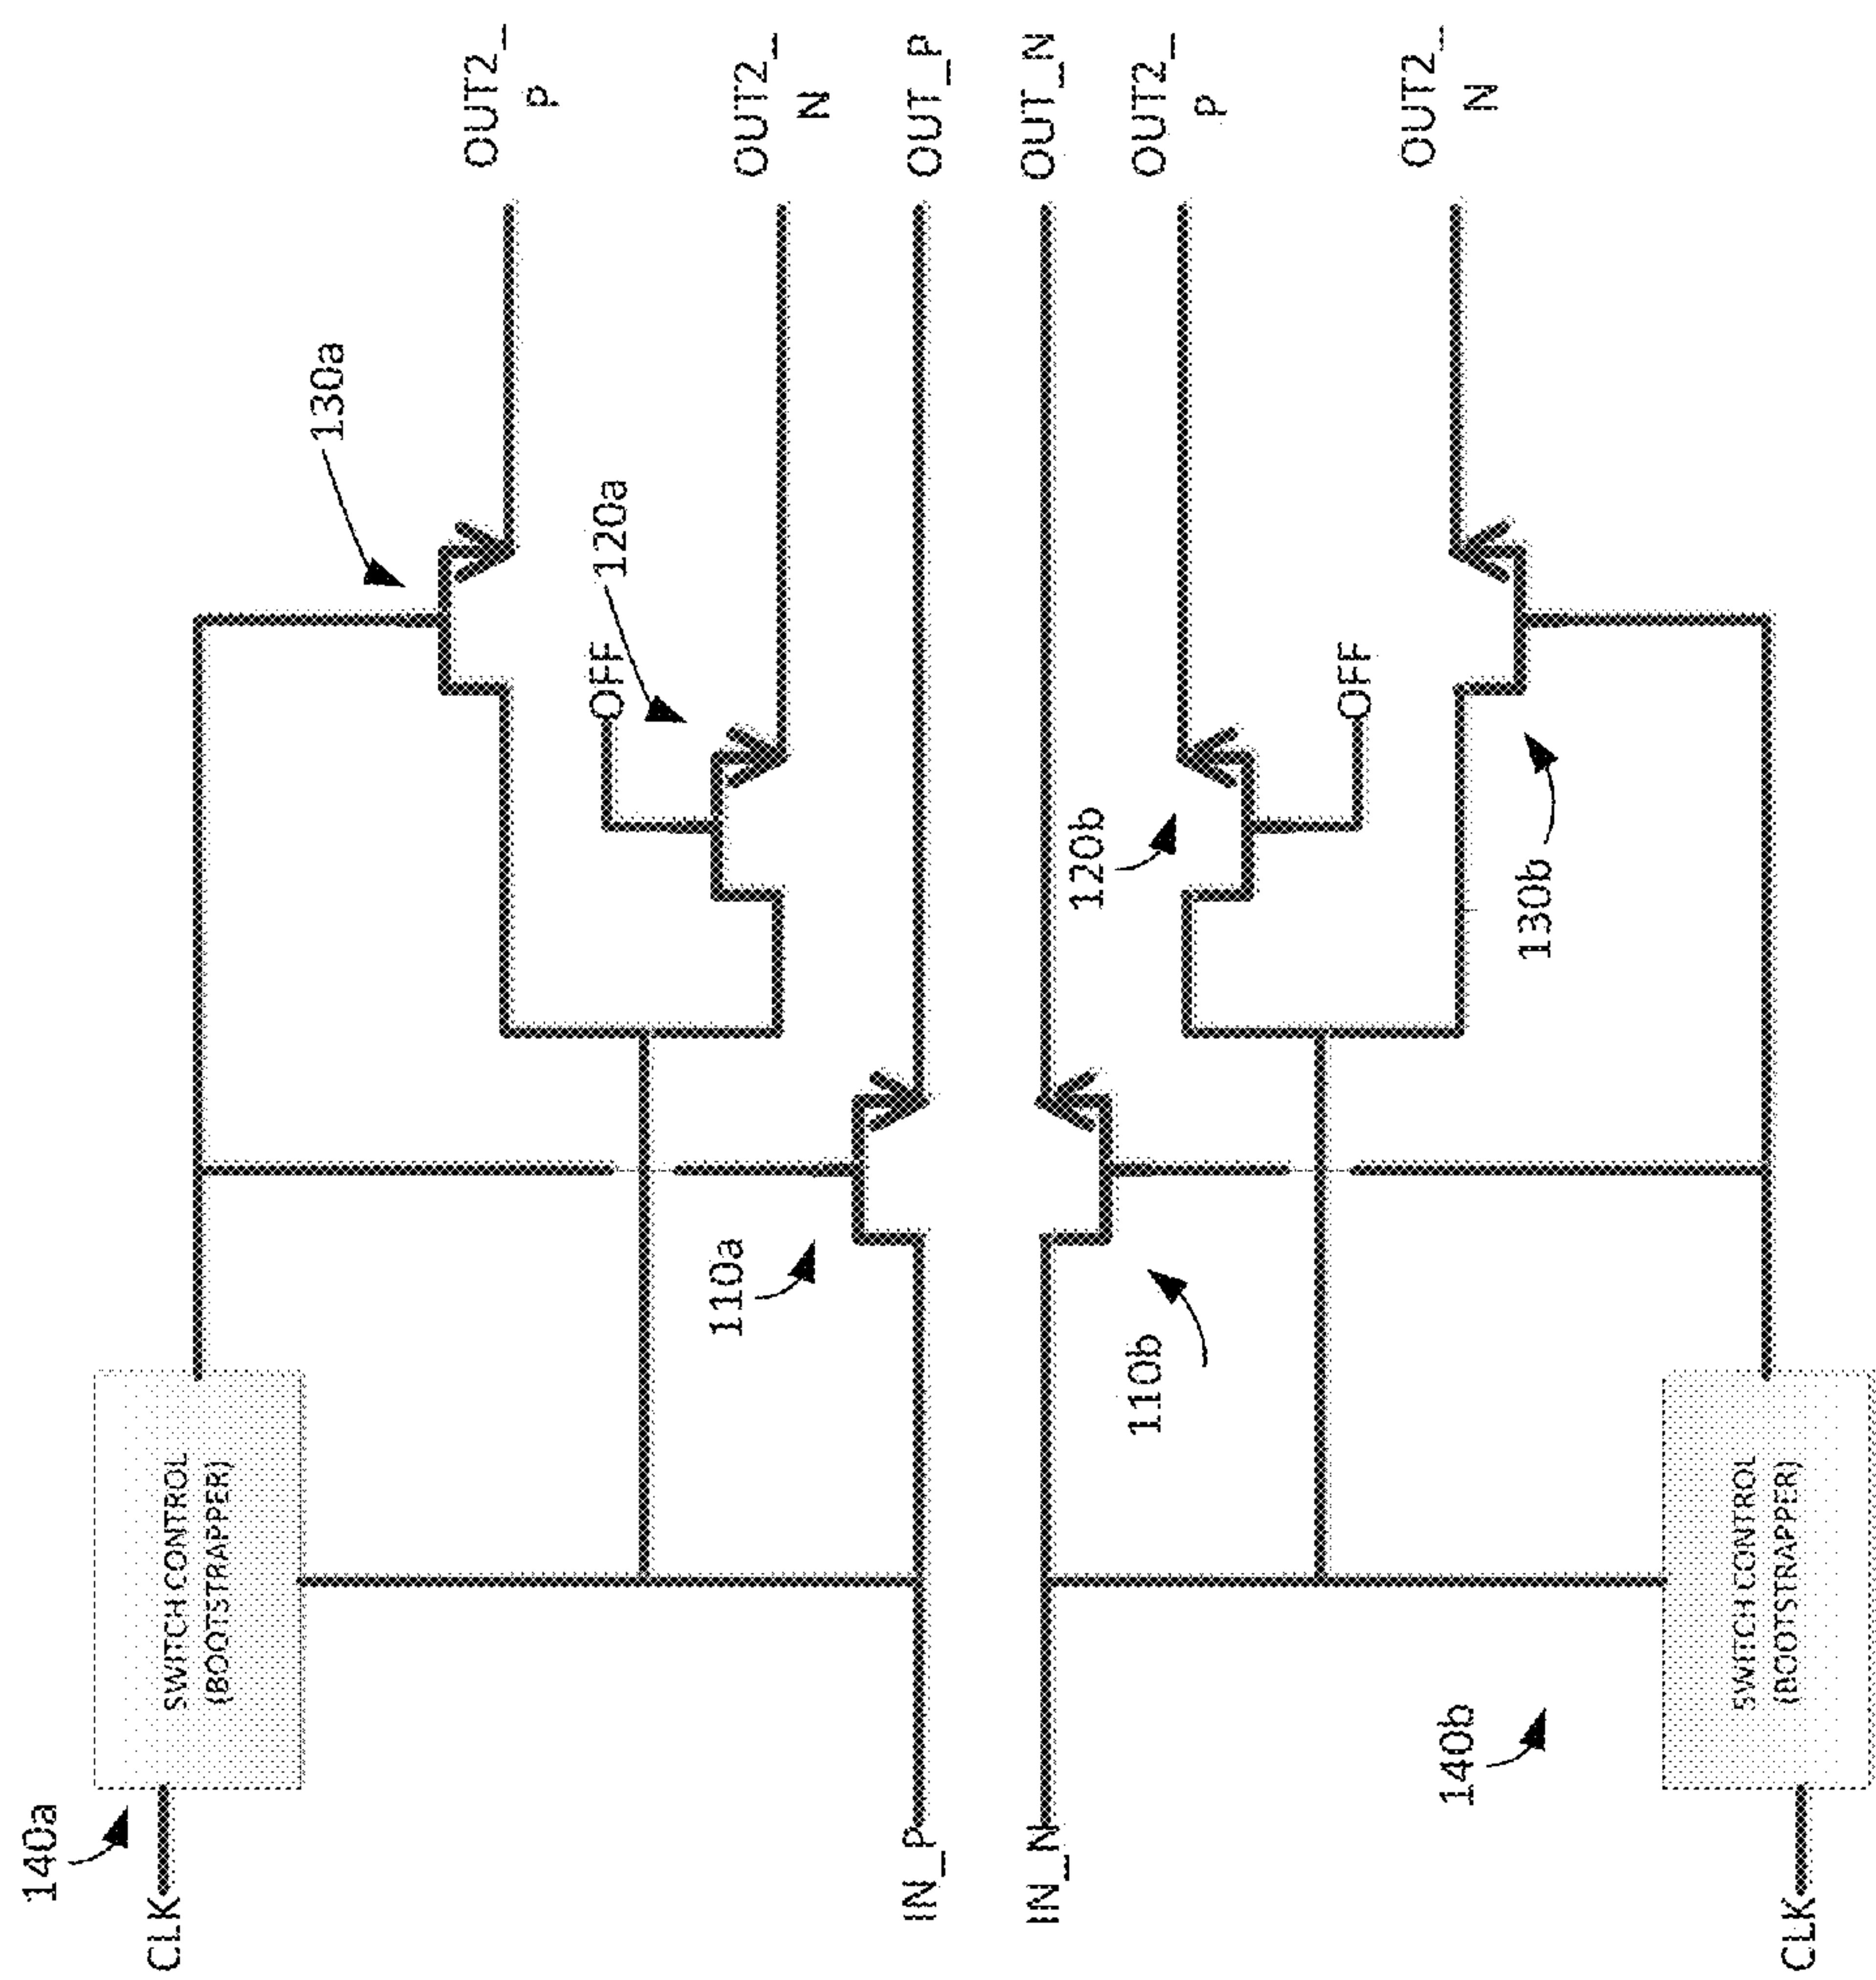 140a
CLK
SWITCH CONTROL
(BOOTSTRAPPER)
130a
OUT2_
P
OFF
120a
OUT2_
N
110a
IN_P
OUT_P
IN_N
OUT_N
110b
120b
OUT2_
P
OFF
130b
OUT2_
N
140b
SWITCH CONTROL
(BOOTSTRAPPER)
CLK